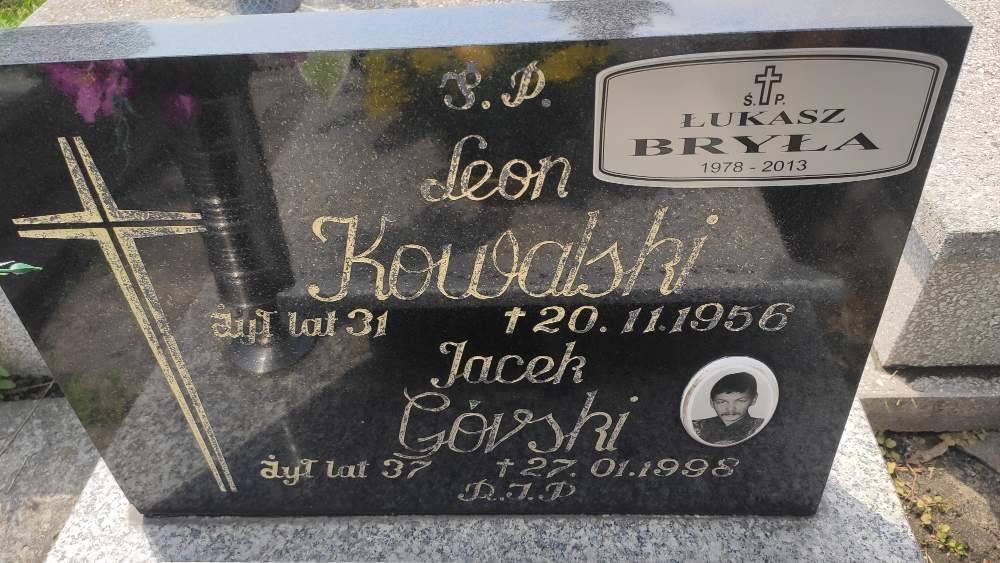 Ś. P.
Leon
Kowalski
żył lat 31 † 20. 11. 1956
Jacek
Górski
żył lat 37 † 27. 01. 1998
R. I. P
Ś. P.
ŁUKASZ
BRYŁA
1978 - 2013